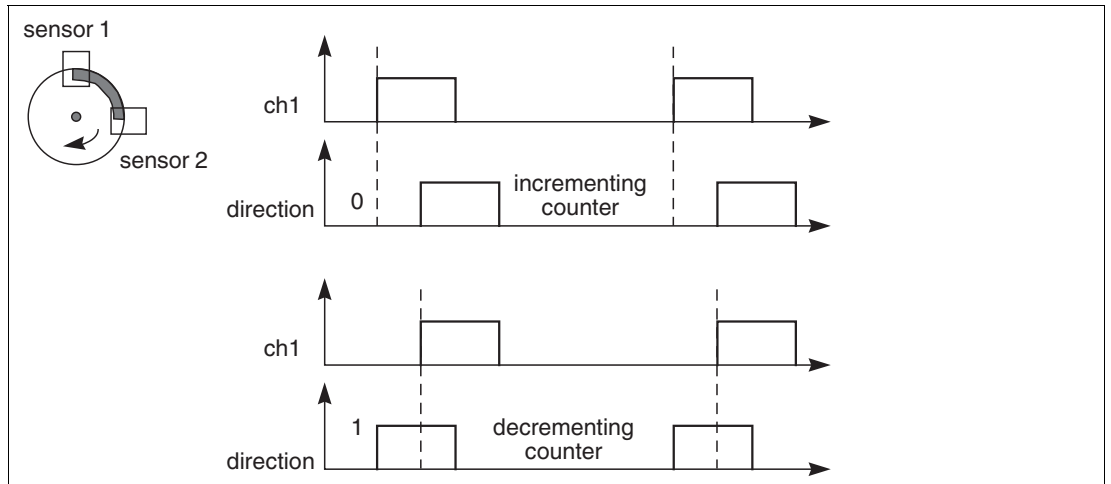 sensor 1
sensor 2
ch1
direction
0
incrementing
counter
ch1
direction
1
decrementing
counter